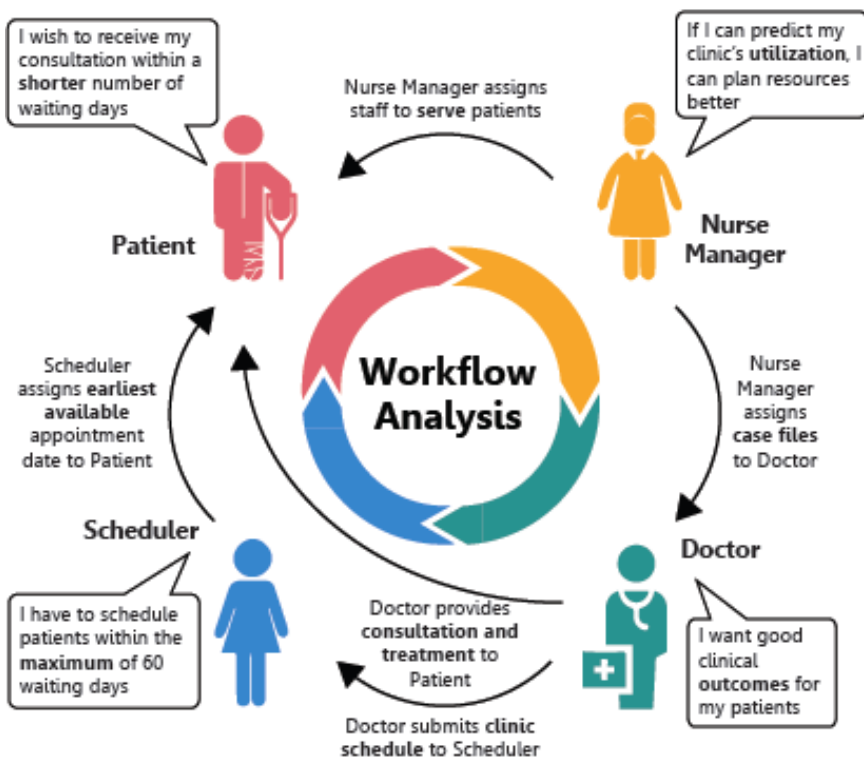 I wish to receive my
consultation within a
shorter number of
waiting days
If I can predict my
clinic's utilization, I
can plan resources
better
Nurse Manager assigns
staff to serve patients
Patient
Nurse
Manager
Workflow
Analysis
Scheduler
assigns earliest
available
appointment
date to Patient
Nurse
Manager
assigns
case files
to Doctor
Scheduler
Doctor
I have to schedule
patients within the
maximum of 60
waiting days
Doctor provides
consultation and
treatment to
Patient
I want good
clinical
outcomes for
my patients
Doctor submits clinic
schedule to Scheduler